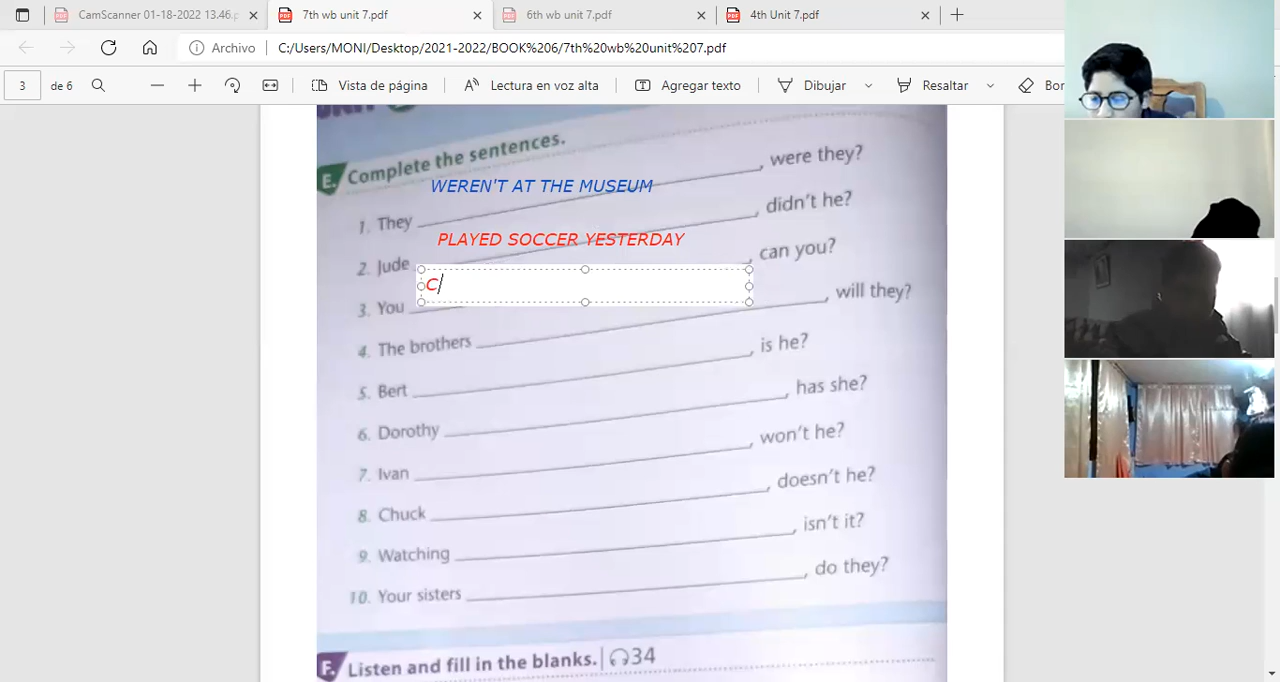 CamScanner 01-18-2022 13.46.p
7th wb unit 7.pdf
6th wb unit 7.pdf
4th Unit 7.pdf
Archivo
C:/Users/MONI/Desktop/2021-2022/BOOK%206/7th%20wb%20unit%207.pdf
3 de 6
Vista de página
Lectura en voz alta
Agregar texto
Dibujar
Resaltar
Bor
E. Complete the sentences.
WEREN'T AT THE MUSEUM
1. They , were they?
PLAYED SOCCER YESTERDAY
2. Jude , didn't he?
C
3. You , can you?
4. The brothers , will they?
5. Bert , is he?
6. Dorothy , has she?
7. Ivan , won't he?
8. Chuck , doesn't he?
9. Watching , isn't it?
10. Your sisters , do they?
F. Listen and fill in the blanks. 34